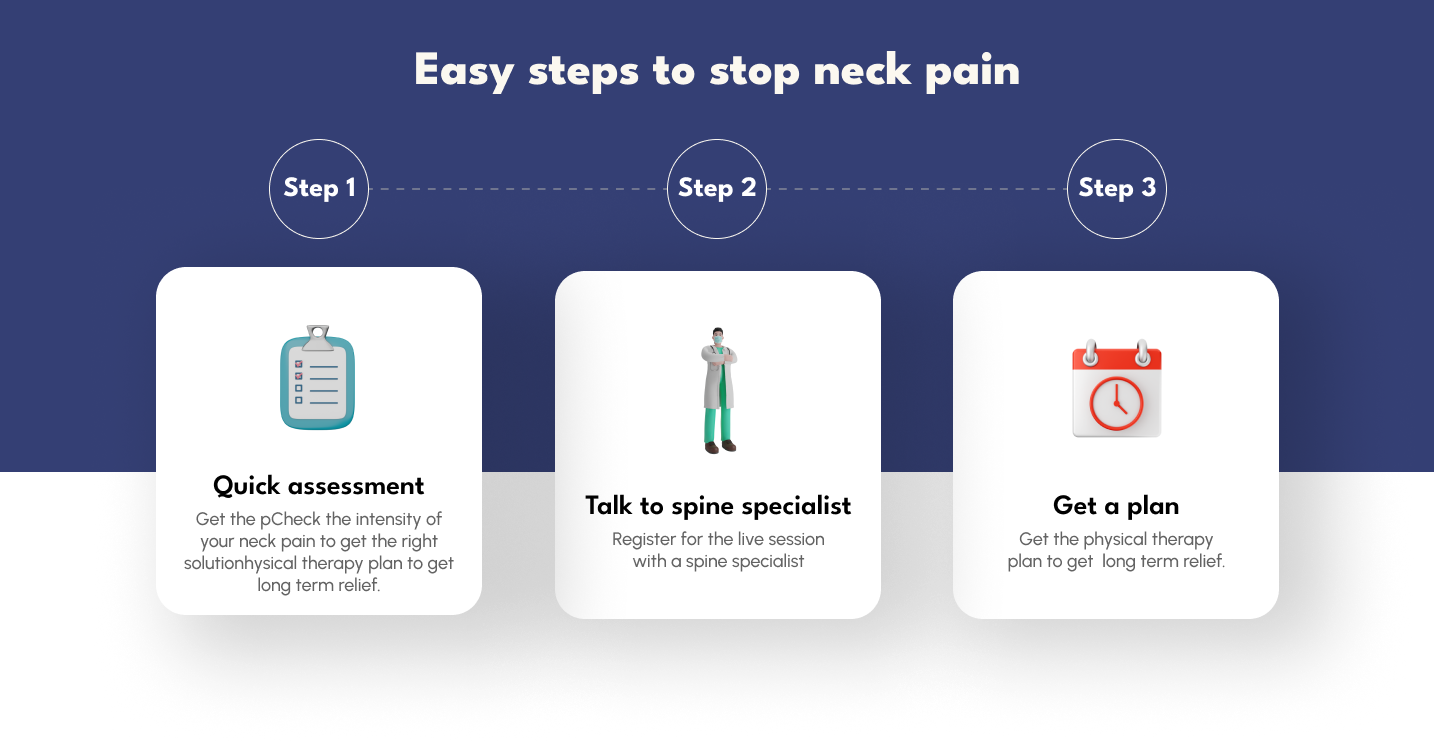 Easy steps to stop neck pain
Step 1
Step 2
Step 3
Quick assessment
Get the pCheck the intensity of
your neck pain to get the right
solutionhysical therapy plan to get
long term relief.
Talk to spine specialist
Register for the live session
with a spine specialist
Get a plan
Get the physical therapy
plan to get  long term relief.